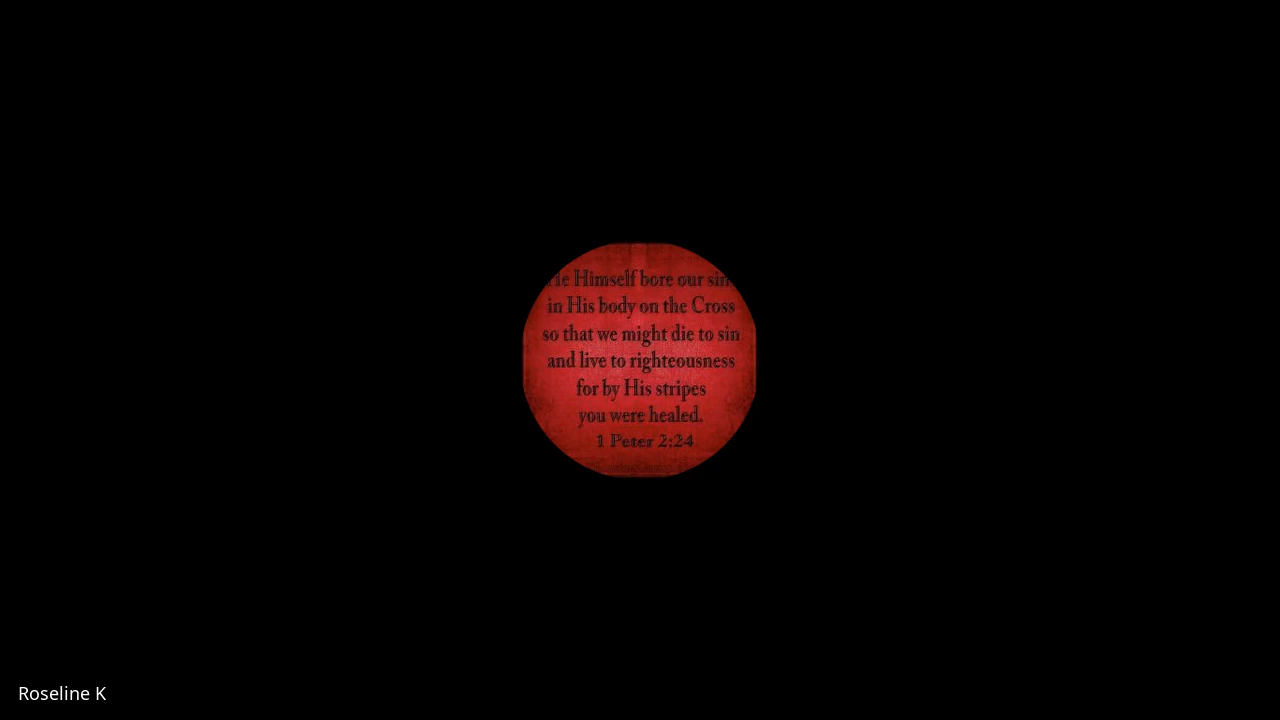 He Himself bore our sin
in His body on the Cross
so that we might die to sin
and live to righteousness
for by His stripes
you were healed.
1 Peter 2:24
Roseline K